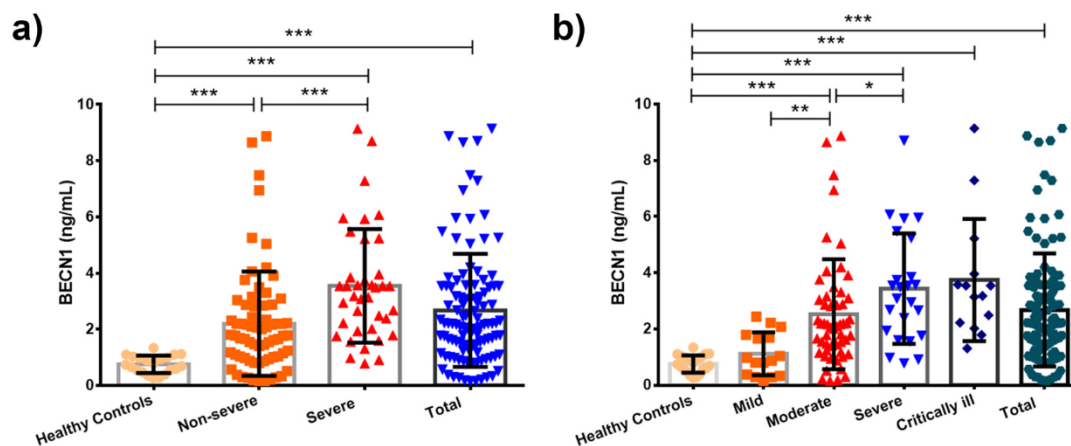 a)
***
***
*** ***
BECN1 (ng/mL)
10
8
6
4
2
0
Healthy Controls
Non-severe
Severe
Total
b)
***
***
***
*** *
**
BECN1 (ng/mL)
10
8
6
4
2
0
Healthy Controls
Mild
Moderate
Severe
Critically ill
Total